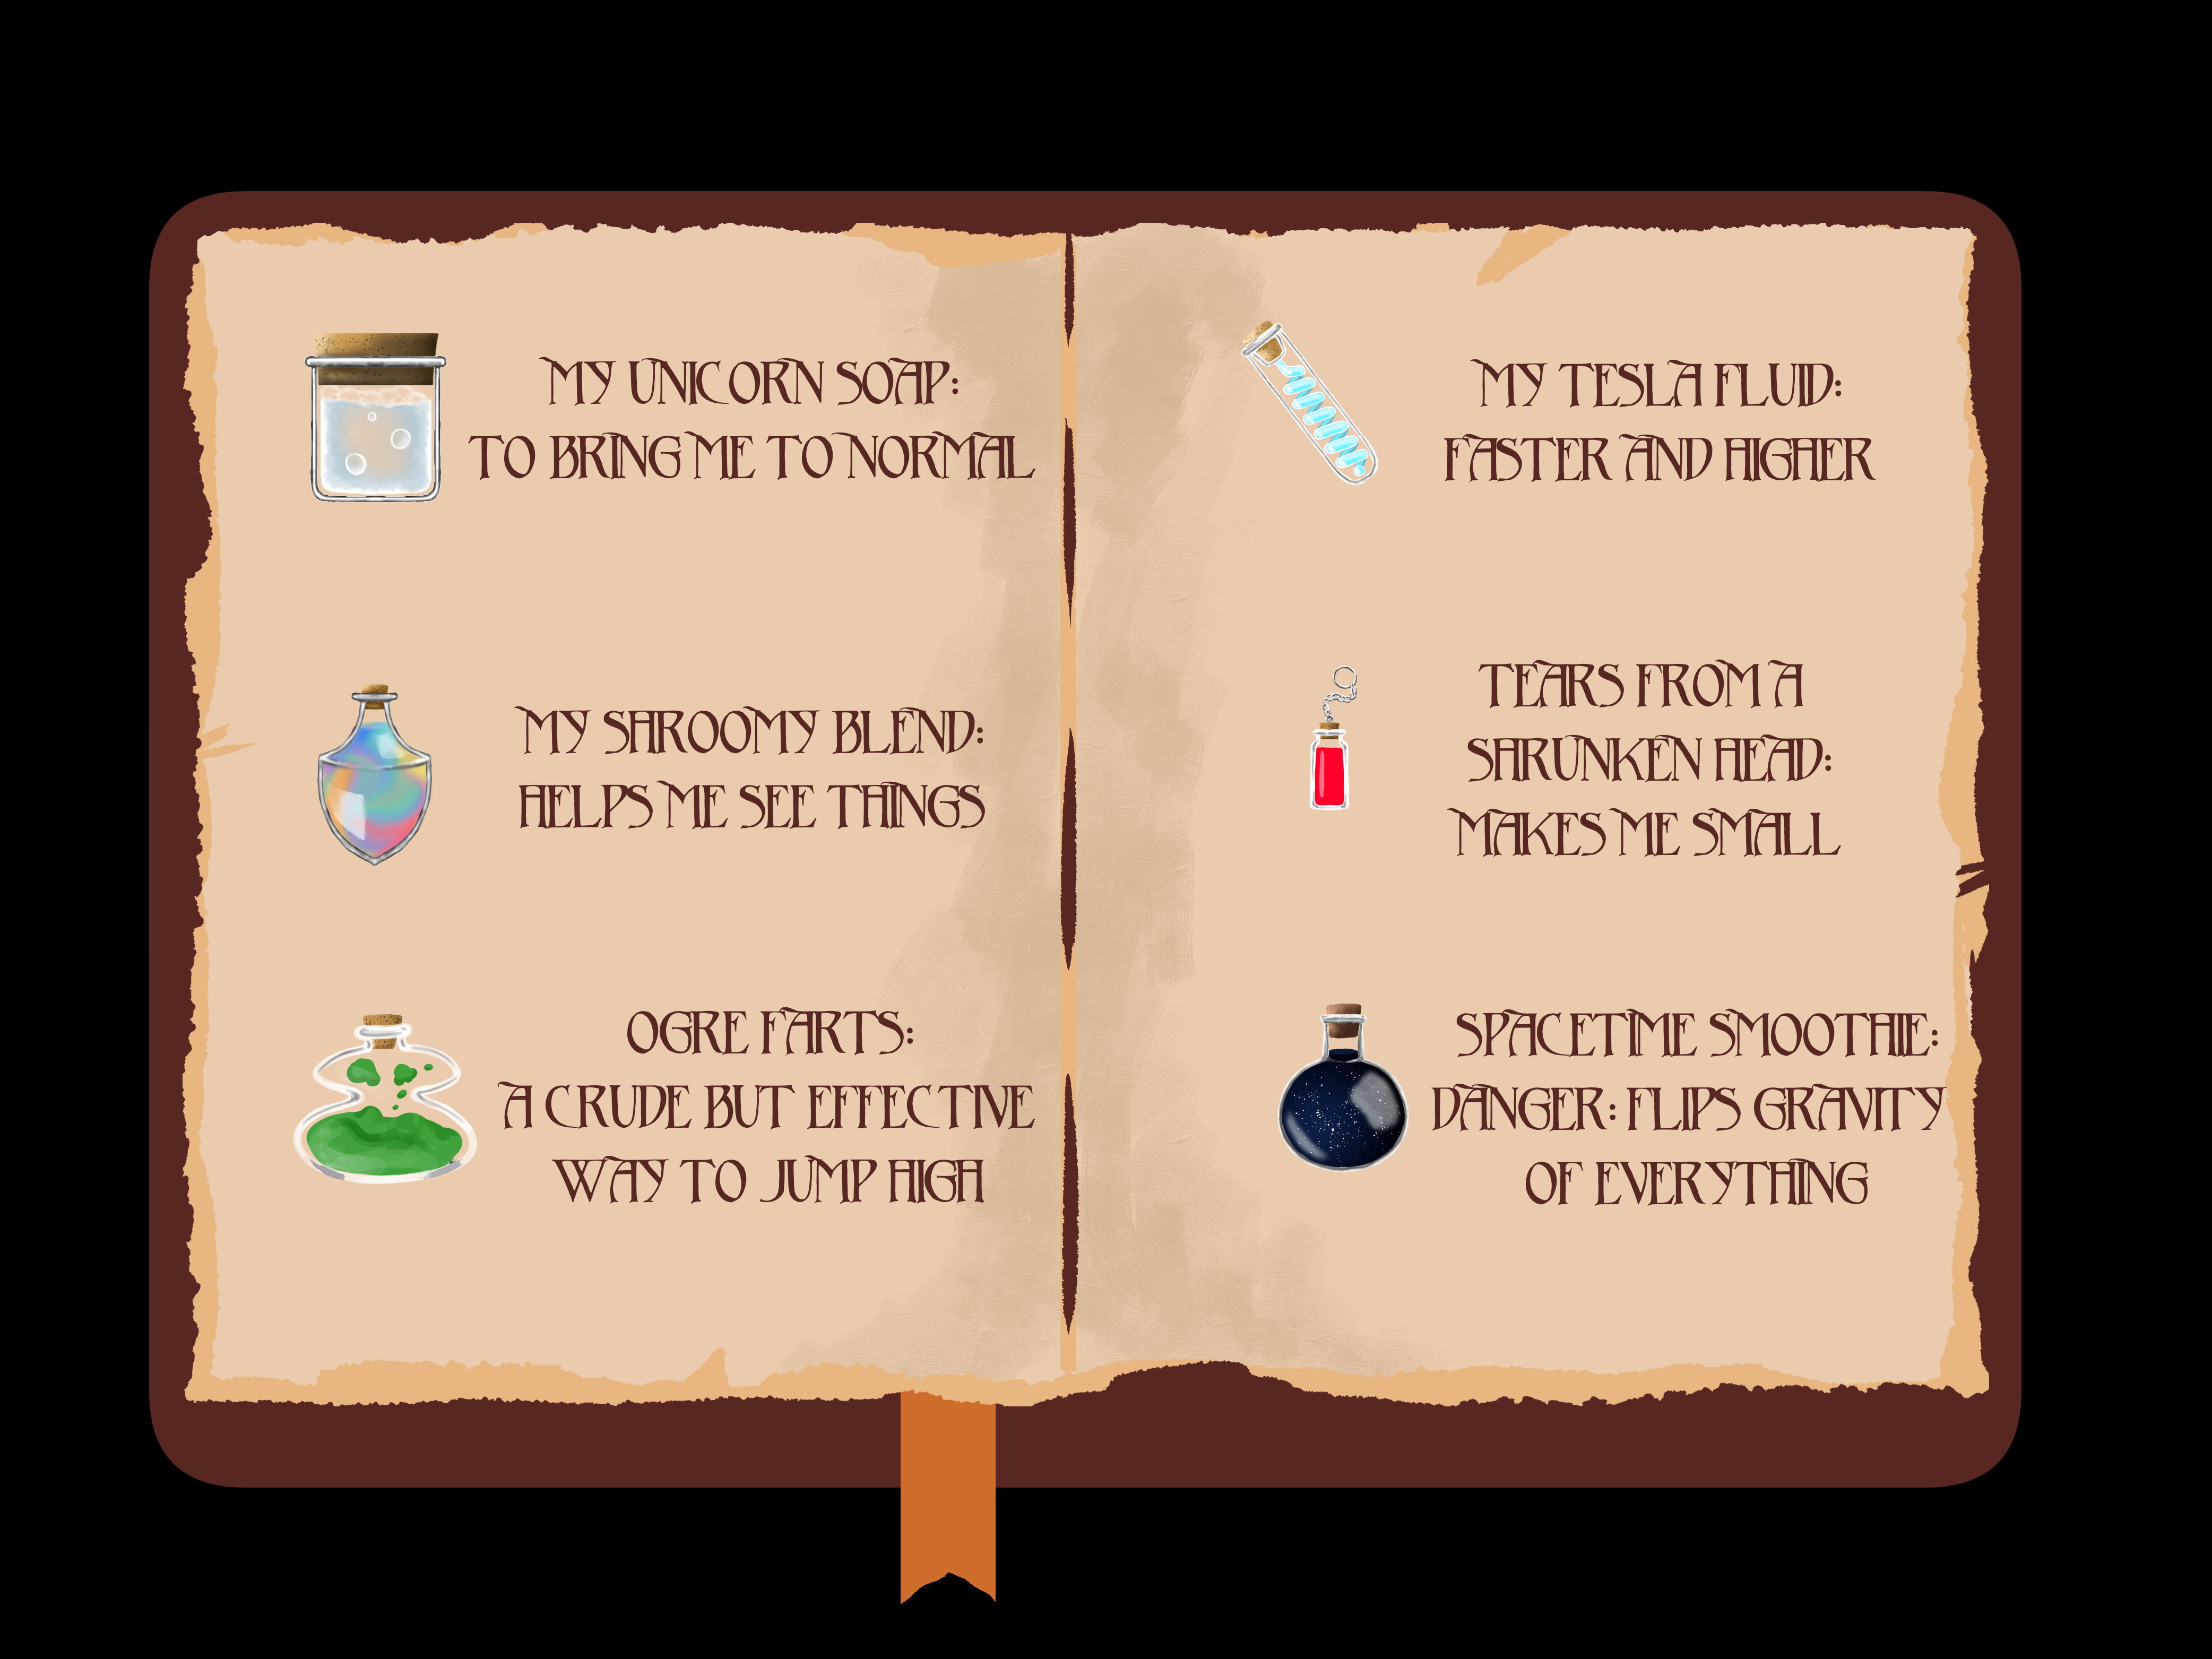 MY UNICORN SOAP:
TO BRING ME TO NORMAL
MY SHROOMY BLEND:
HELPS ME SEE THINGS
OGRE FARTS:
A CRUDE BUT EFFECTIVE
WAY TO JUMP HIGH
MY TESLA FLUID:
FASTER AND HIGHER
TEARS FROM A
SHRUNKEN HEAD:
MAKES ME SMALL
SPACETIME SMOOTHIE:
DANGER: FLIPS GRAVITY
OF EVERYTHING